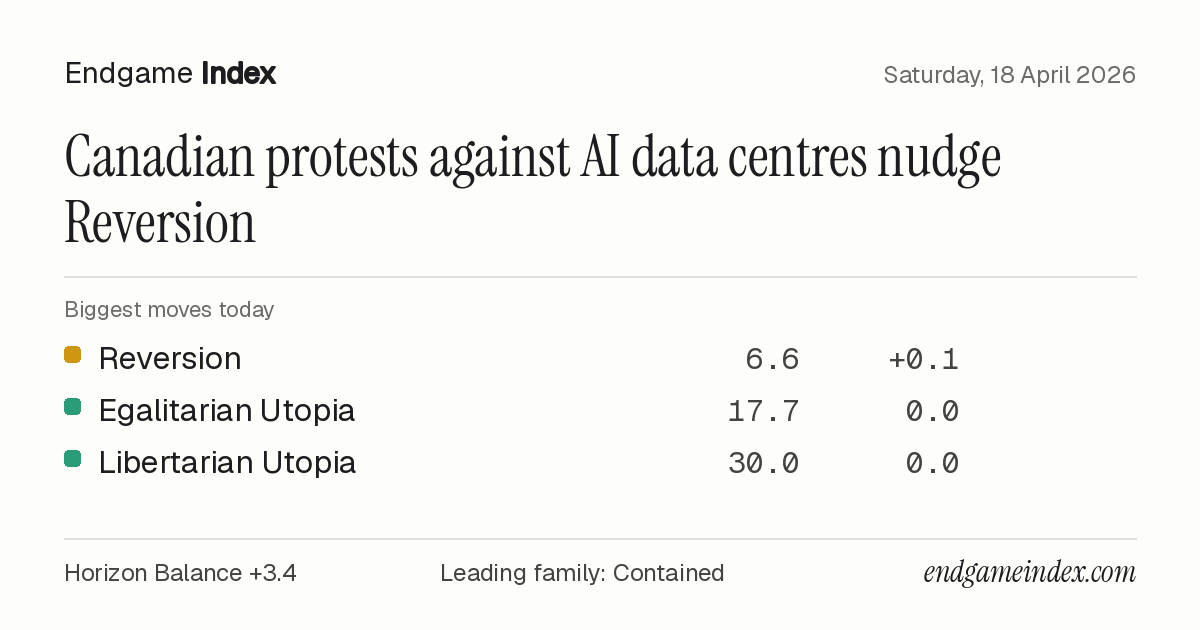 Endgame Index
Saturday, 18 April 2026
Canadian protests against AI data centres nudge
Reversion
Biggest moves today
Reversion 6.6 +0.1
Egalitarian Utopia 17.7 0.0
Libertarian Utopia 30.0 0.0
Horizon Balance +3.4
Leading family: Contained
endgameindex.com